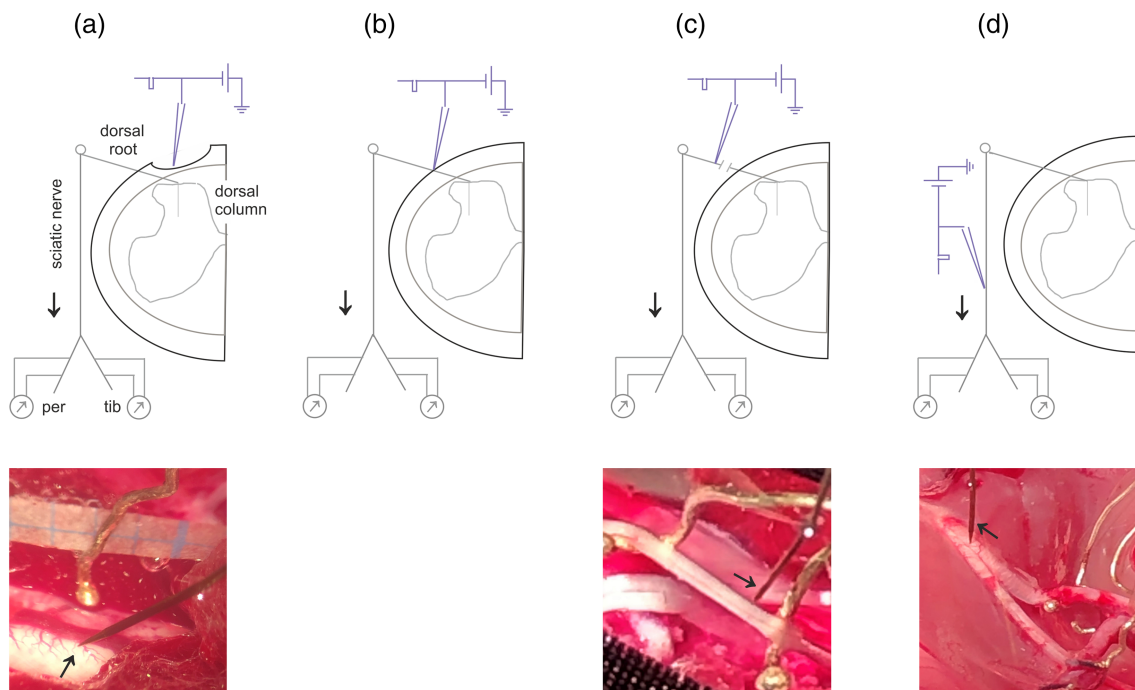 (a)
(b)
(c)
(d)
dorsal
root
dorsal
column
sciatic nerve
per
tib